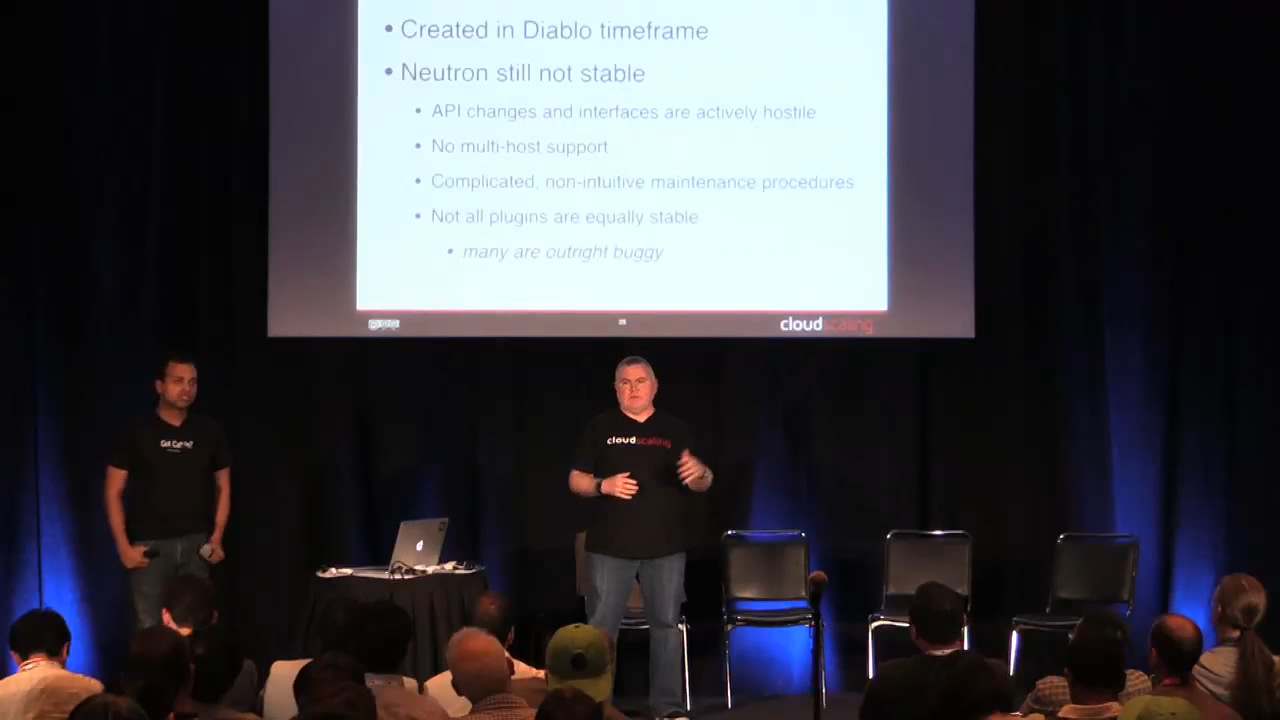 • Created in Diablo timeframe
• Neutron still not stable
• API changes and interfaces are actively hostile
• No multi-host support
• Complicated, non-intuitive maintenance procedures
• Not all plugins are equally stable
• many are outright buggy
25
cloudscaling
cloudscaling